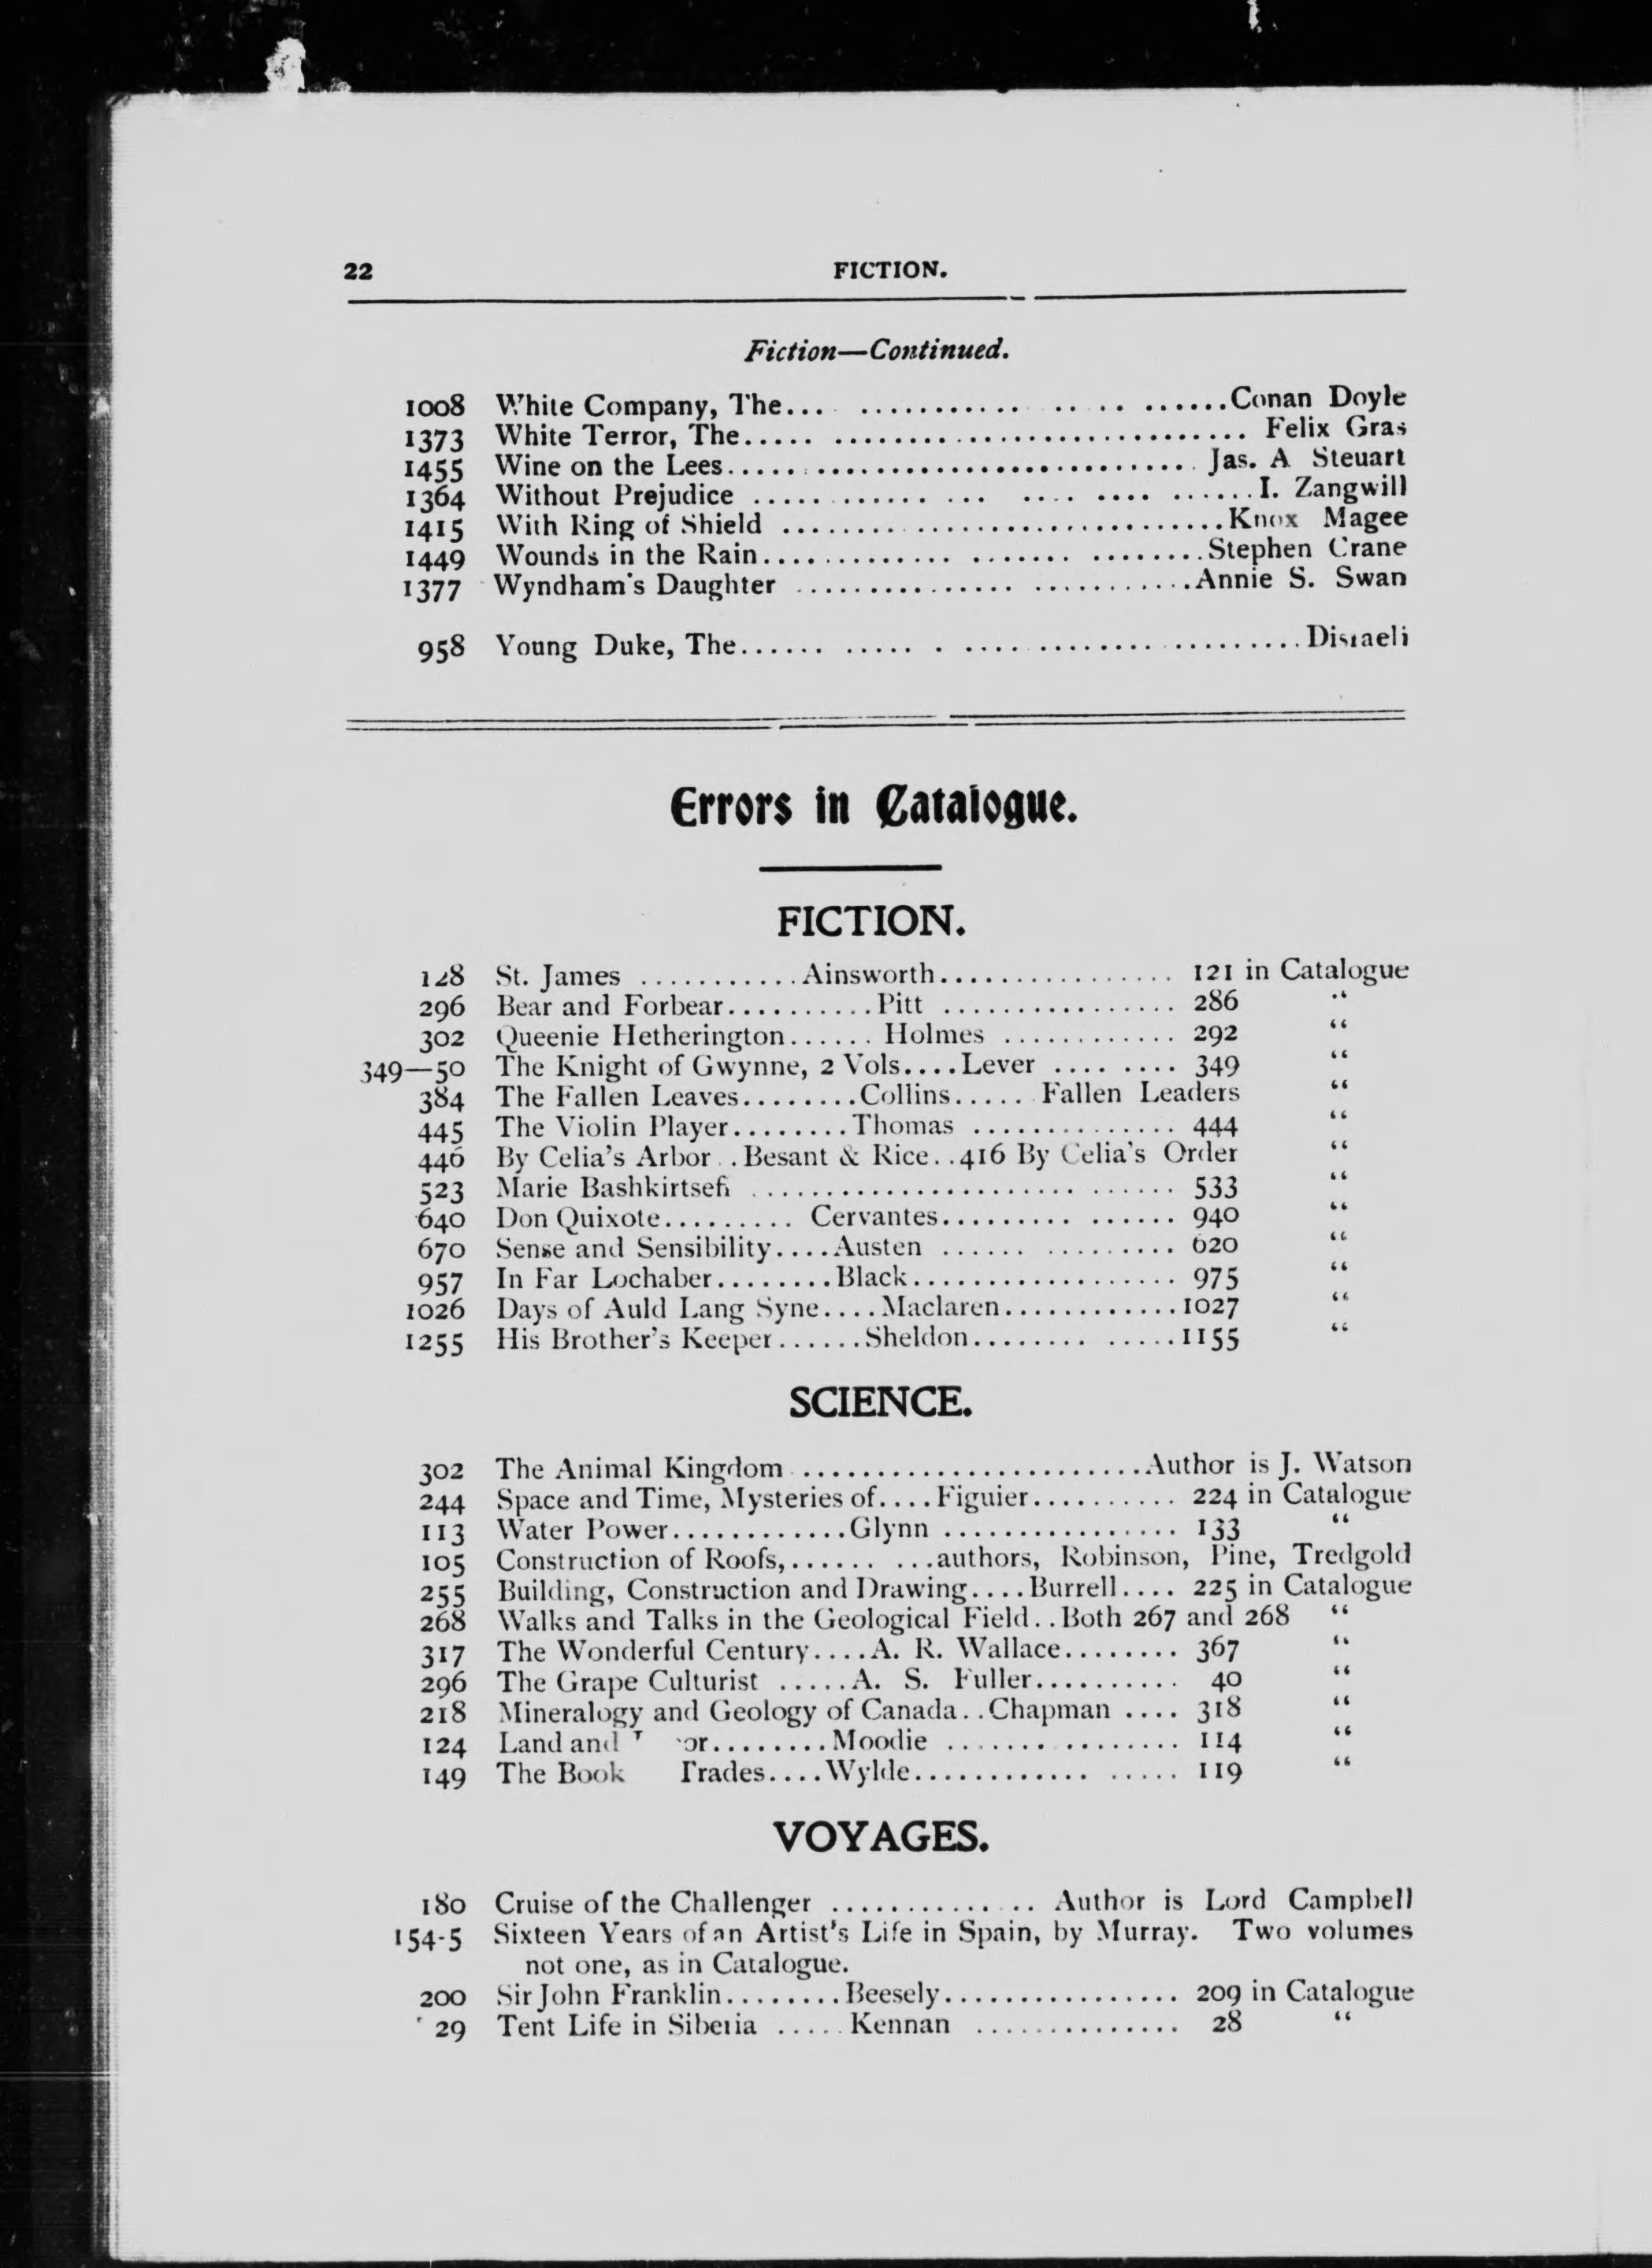 22 FICTION.
Fiction—Continued.
1008 White Company, The... ........... .. .. ......Conan Doyle
1373 White Terror, The..... ............................ Felix Gras
1455 Wine on the Lees................................ Jas. A Steuart
1364 Without Prejudice ............. ... .... .... ......I. Zangwill
1415 With Ring of Shield ..............................Knox Magee
1449 Wounds in the Rain............. ....... ........Stephen Crane
1377 Wyndham's Daughter ............... ...........Annie S. Swan
958 Young Duke, The...... ...... . ....................... Disraeli
Errors in Catalogue.
FICTION.
128 St. James ...........Ainsworth................ 121 in Catalogue
296 Bear and Forbear..........Pitt ................ 286 “
302 Queenie Hetherington...... Holmes ............ 292 “
349—50 The Knight of Gwynne, 2 Vols....Lever .... .... 349 “
384 The Fallen Leaves........Collins..... Fallen Leaders “
445 The Violin Player........Thomas .............. 444 “
446 By Celia's Arbor . .Besant & Rice. .416 By Celia's Order “
523 Marie Bashkirtseff ...................... ...... 533 “
640 Don Quixote......... Cervantes......... ...... 940 “
670 Sense and Sensibility....Austen ...... ......... 620 “
957 In Far Lochaber........Black.................. 975 “
1026 Days of Auld Lang Syne....Maclaren............1027 “
1255 His Brother's Keeper......Sheldon........ .....1155 “
SCIENCE.
302 The Animal Kingdom ........................Author is J. Watson
244 Space and Time, Mysteries of....Figuier.......... 224 in Catalogue
113 Water Power............Glynn ................ 133 “
105 Construction of Roofs,...... ...authors, Robinson, Pine, Tredgold
255 Building, Construction and Drawing....Burrell.... 225 in Catalogue
268 Walks and Talks in the Geological Field. .Both 267 and 268 “
317 The Wonderful Century....A. R. Wallace........ 367 “
296 The Grape Culturist .....A. S. Fuller.......... 40 “
218 Mineralogy and Geology of Canada. .Chapman .... 318 “
124 Land and ........Moodie ................ 114 “
149 The Book Trades....Wylde............ ..... 119 “
VOYAGES.
180 Cruise of the Challenger .............. Author is Lord Campbell
154-5 Sixteen Years of an Artist's Life in Spain, by Murray. Two volumes
not one, as in Catalogue.
200 Sir John Franklin........Beesely................ 209 in Catalogue
29 Tent Life in Siberia ..... Kennan .............. 28 “